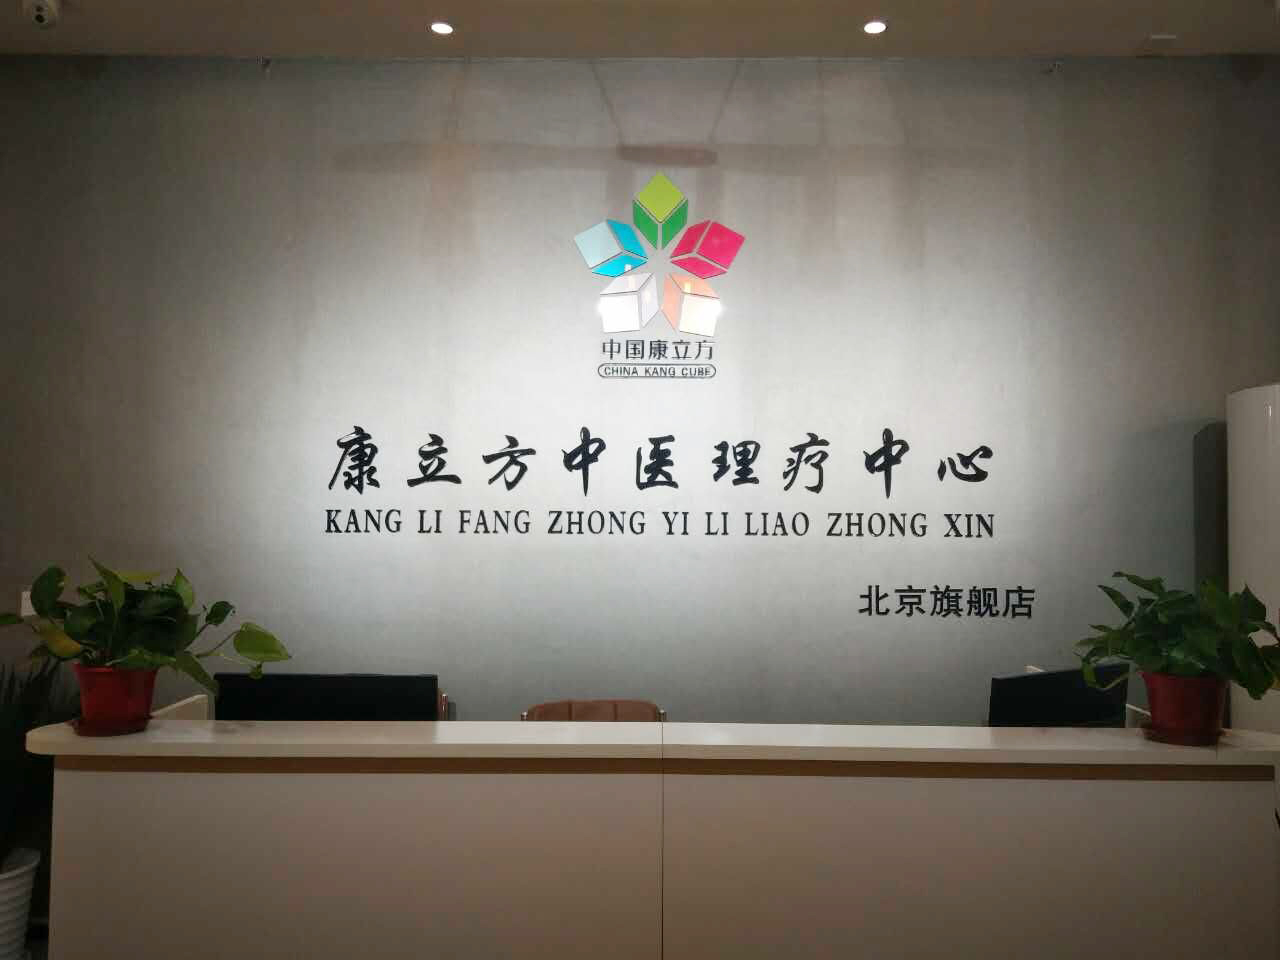 中国康立方
CHINA KANG CUBE
康立方中医理疗中心
KANG LI FANG ZHONG YI LI LIAO ZHONG XIN
北京旗舰店